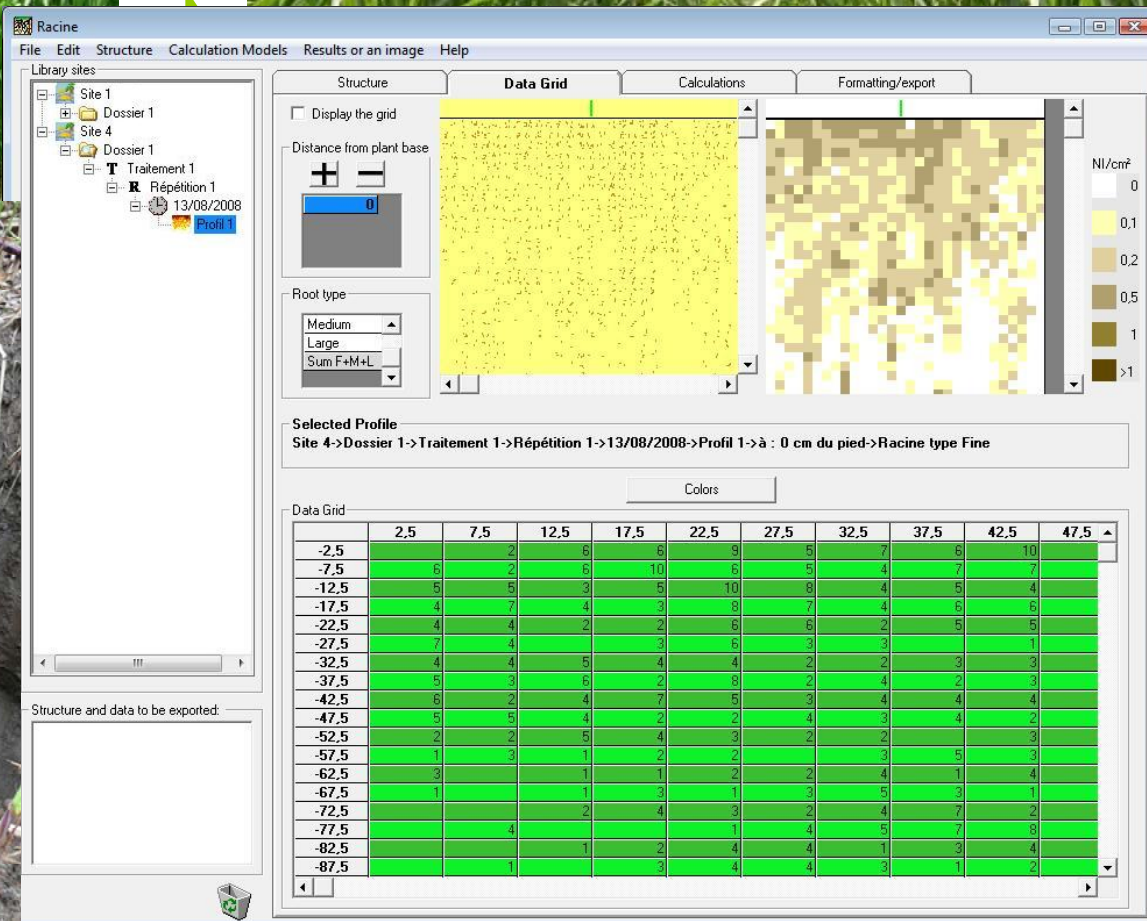 Racine
File Edit Structure Calculation Models Results or an image Help
Library sites
Site 1
Dossier 1
Site 4
Dossier 1
T Traitement 1
R Répétition 1
13/08/2008
Profil 1
Structure and data to be exported:
Structure Data Grid Calculations Formatting/export
Display the grid
Distance from plant base
0
Root type
Medium
Large
Sum F+M+L
NI/cm²
0
0,1
0,2
0,5
1
>1
Selected Profile
Site 4->Dossier 1->Traitement 1->Répétition 1->13/08/2008->Profil 1->à : 0 cm du pied->Racine type Fine
Colors
Data Grid
2,5 7,5 12,5 17,5 22,5 27,5 32,5 37,5 42,5 47,5
-2,5 2 6 6 9 5 7 6 10
-7,5 6 2 6 10 6 5 4 7 7
-12,5 5 5 3 5 10 8 4 5 4
-17,5 4 7 4 3 8 7 4 6 6
-22,5 4 4 2 2 6 6 2 5 5
-27,5 7 4 3 6 3 3 1
-32,5 4 4 5 4 4 2 2 3 3
-37,5 5 3 6 2 8 2 4 2 3
-42,5 6 2 4 7 5 3 4 4 4
-47,5 5 5 4 2 2 4 3 4 2
-52,5 2 2 5 4 3 2 2 3
-57,5 1 3 1 2 2 3 5 3
-62,5 3 1 1 2 2 4 1 4
-67,5 1 1 3 1 3 5 3 1
-72,5 2 4 3 2 4 7 2
-77,5 4 1 4 5 7 8
-82,5 1 2 4 4 1 3 4
-87,5 1 3 4 4 3 1 2